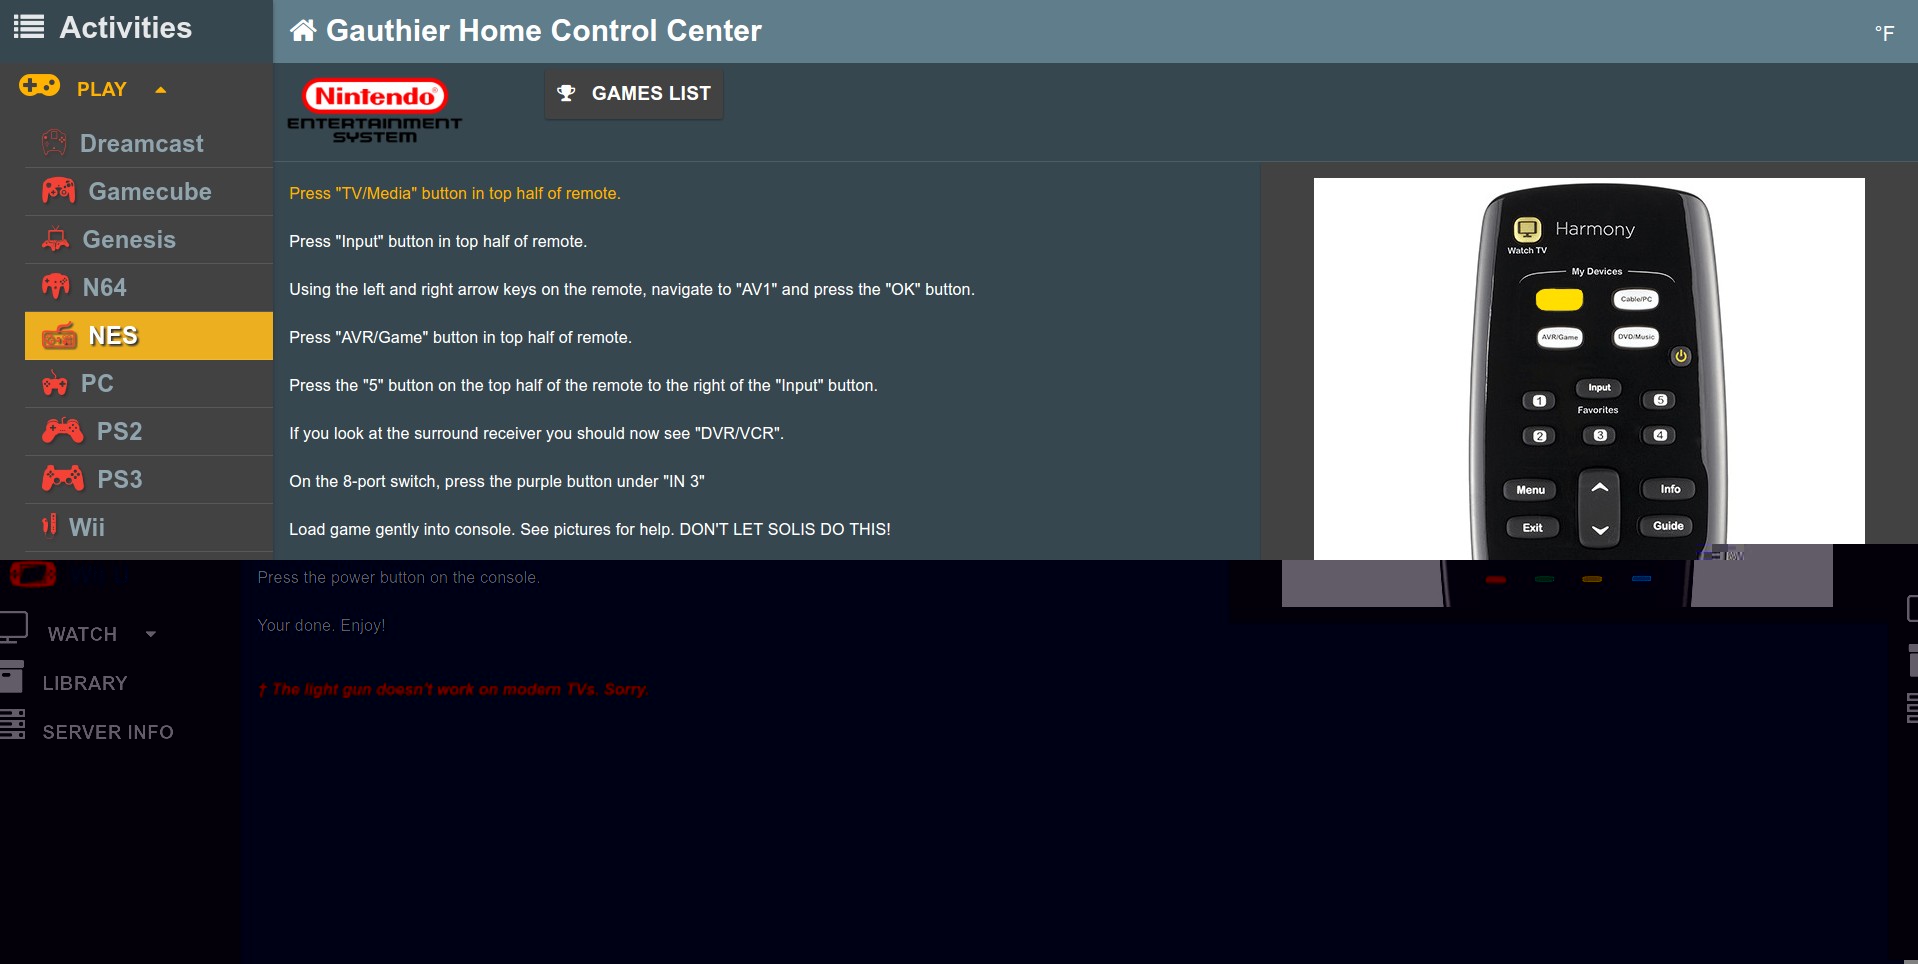 Activities
Gauthier Home Control Center
°F
PLAY
Dreamcast
Gamecube
Genesis
N64
NES
PC
PS2
PS3
Wii
WATCH
LIBRARY
SERVER INFO
Nintendo®
ENTERTAINMENT
SYSTEM
GAMES LIST
Press "TV/Media" button in top half of remote.
Press "Input" button in top half of remote.
Using the left and right arrow keys on the remote, navigate to "AV1" and press the "OK" button.
Press "AVR/Game" button in top half of remote.
Press the "5" button on the top half of the remote to the right of the "Input" button.
If you look at the surround receiver you should now see "DVR/VCR".
On the 8-port switch, press the purple button under "IN 3"
Load game gently into console. See pictures for help. DON'T LET SOLIS DO THIS!
Press the power button on the console.
Your done. Enjoy!
† The light gun doesn't work on modern TVs. Sorry.
Harmony
Watch TV
My Devices
Cable/PC
AVR/Game
DVD/Music
Input
1
5
Favorites
2
3
4
Menu
Info
Exit
Guide